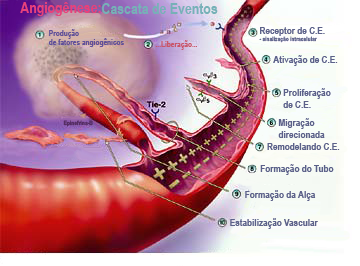 Angiogênese Cascata de Eventos
1 Produção
de fatores angiogênicos
2 ...Liberação...
3 Receptor de C.E.
- sinalização intracelular
4 Ativação de C.E.
5 Proliferação
de C.E.
6 Migração
direcionada
7 Remodelando C.E.
8 Formação do Tubo
9 Formação da Alça
10 Estabilização Vascular
Tie-2